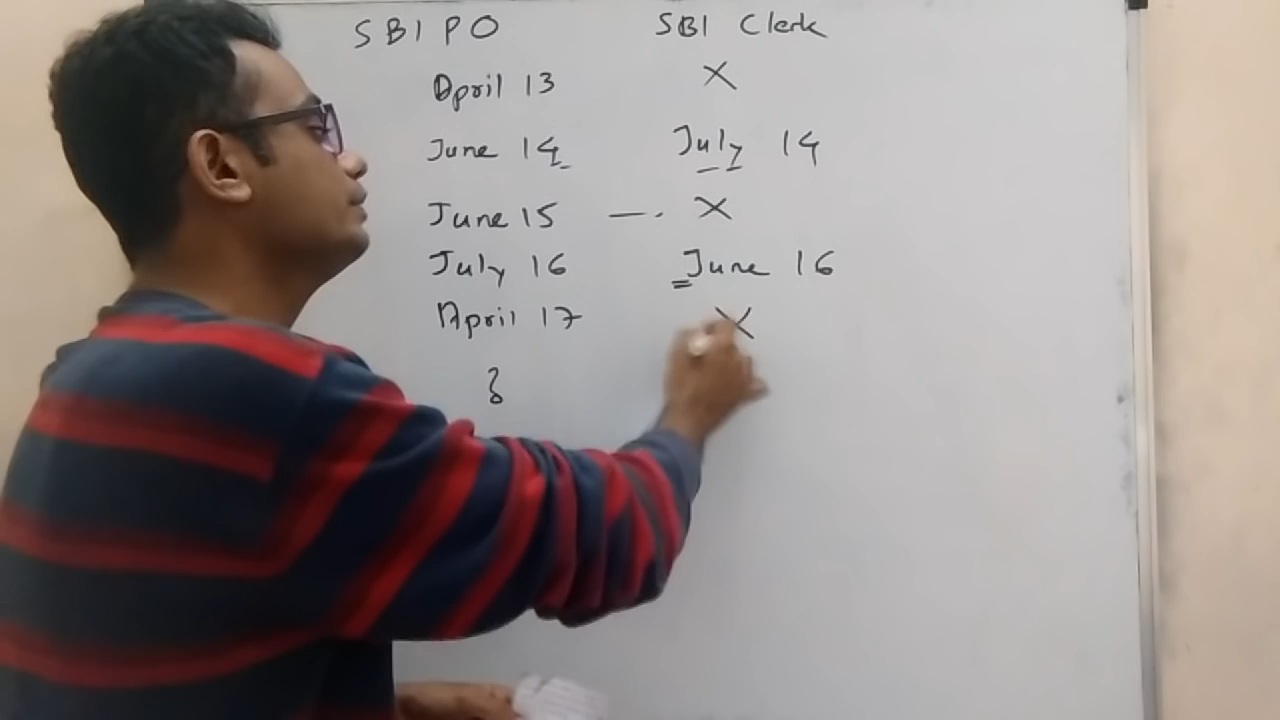 SBI PO SBI Clerk
April 13 X
June 14 July 14
June 15 —. X
July 16 June 16
April 17 X